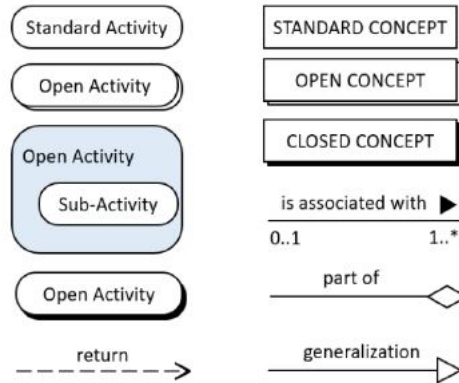 Standard Activity
Open Activity
Open Activity
Sub-Activity
Open Activity
return
STANDARD CONCEPT
OPEN CONCEPT
CLOSED CONCEPT
is associated with
0..1 1..*
part of
generalization